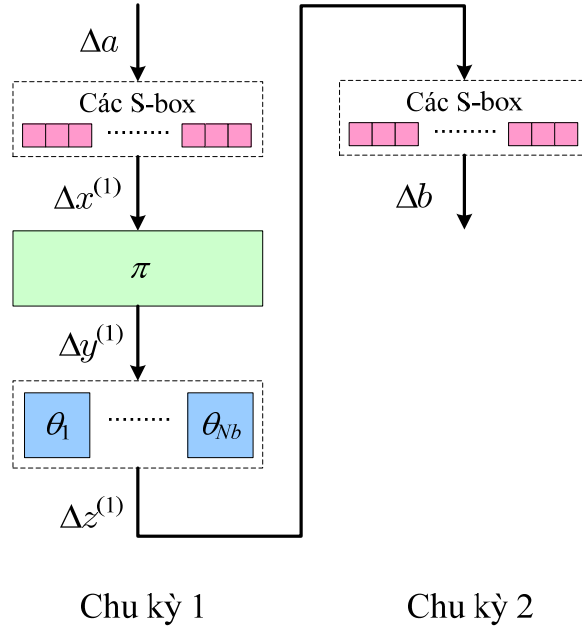 Δa
Các S-box
Δx⁽¹⁾
π
Δy⁽¹⁾
θ₁ ......... θ_Nb
Δz⁽¹⁾
Chu kỳ 1
Các S-box
Δb
Chu kỳ 2